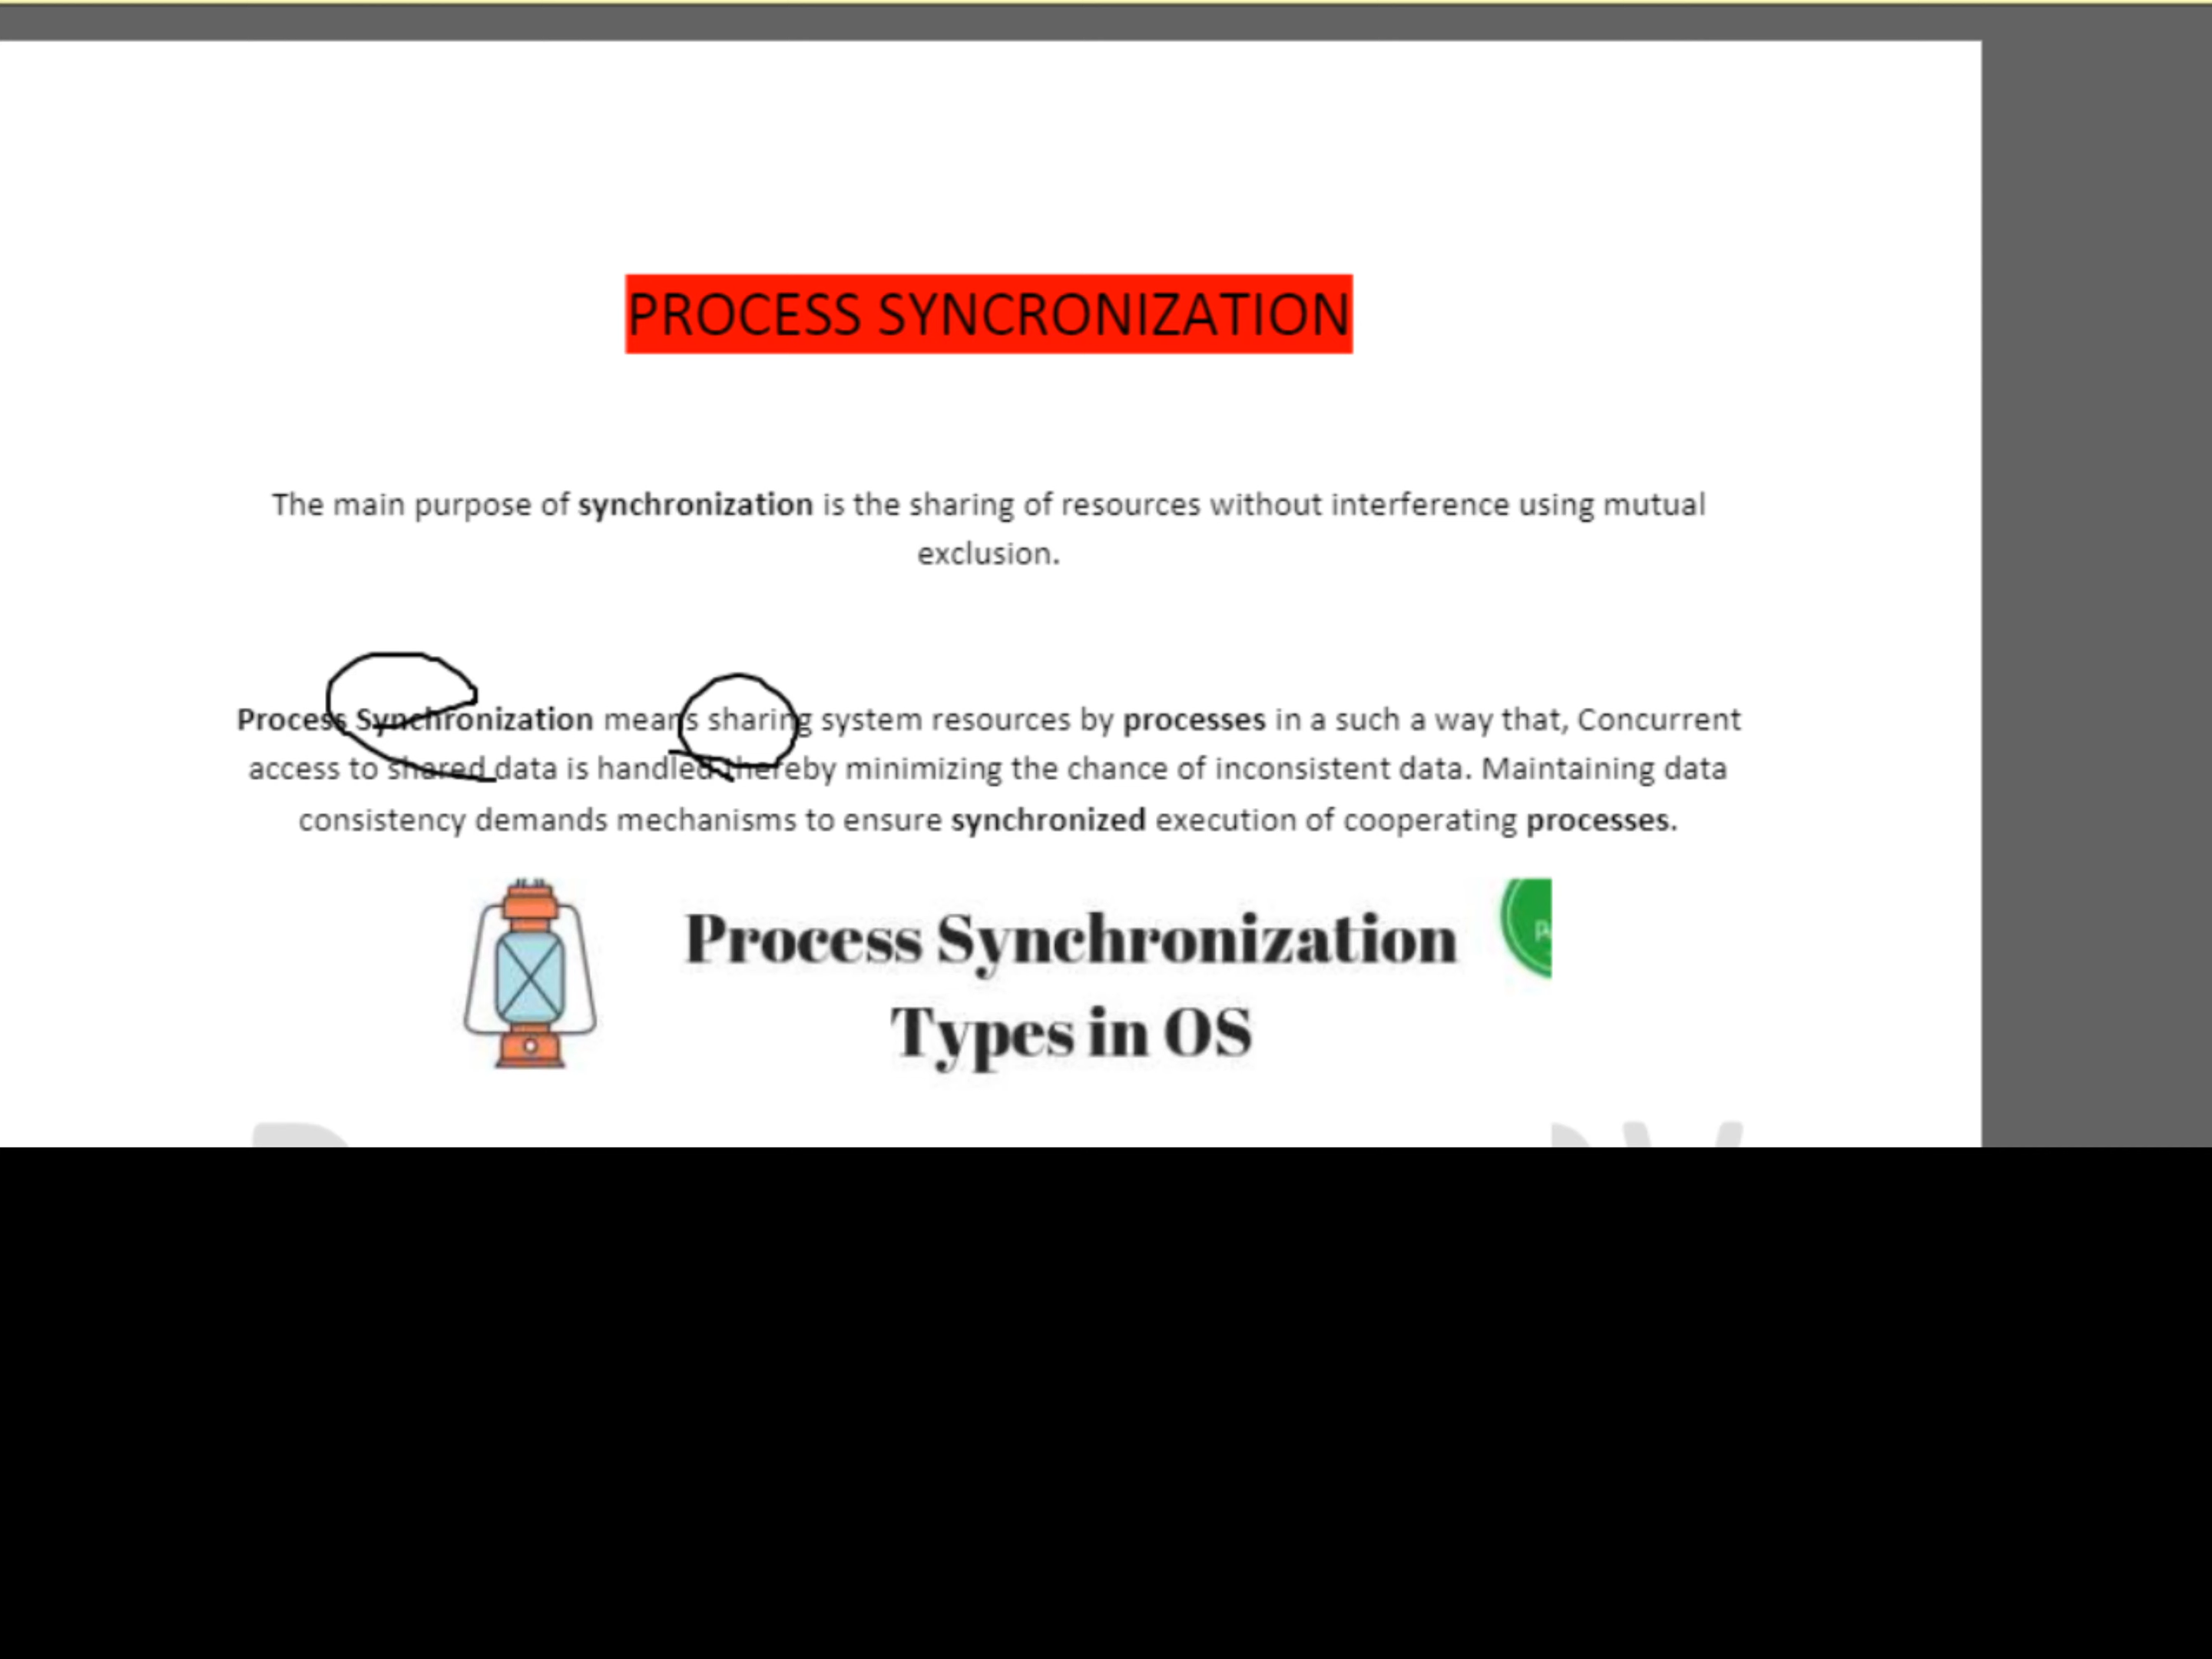 PROCESS SYNCRONIZATION
The main purpose of synchronization is the sharing of resources without interference using mutual
exclusion.
Process Synchronization means sharing system resources by processes in a such a way that, Concurrent
access to shared data is handled thereby minimizing the chance of inconsistent data. Maintaining data
consistency demands mechanisms to ensure synchronized execution of cooperating processes.
Process Synchronization
Types in OS